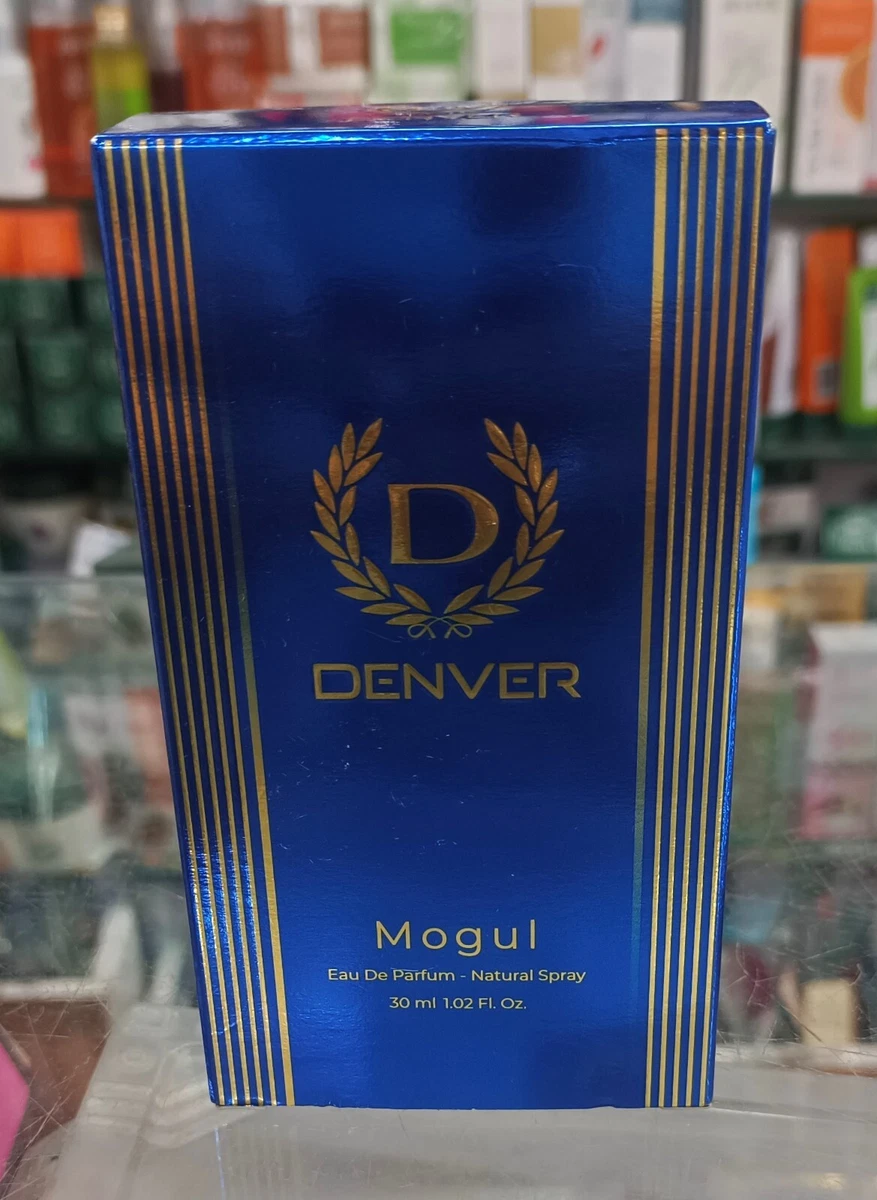 D
DENVER
Mogul
Eau De Parfum - Natural Spray
30 ml 1.02 Fl. Oz.